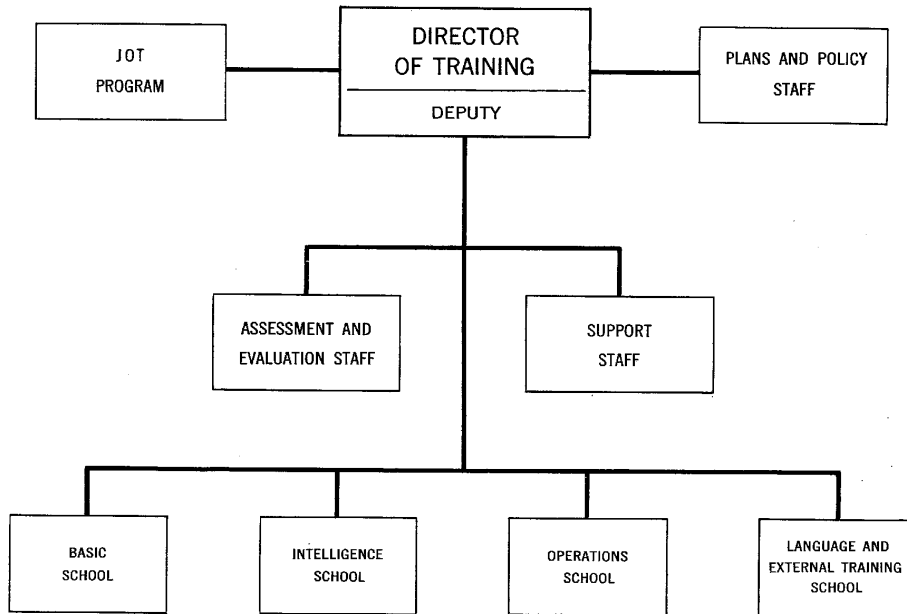 JOT
PROGRAM
DIRECTOR
OF TRAINING
DEPUTY
PLANS AND POLICY
STAFF
ASSESSMENT AND
EVALUATION STAFF
SUPPORT
STAFF
BASIC
SCHOOL
INTELLIGENCE
SCHOOL
OPERATIONS
SCHOOL
LANGUAGE AND
EXTERNAL TRAINING
SCHOOL